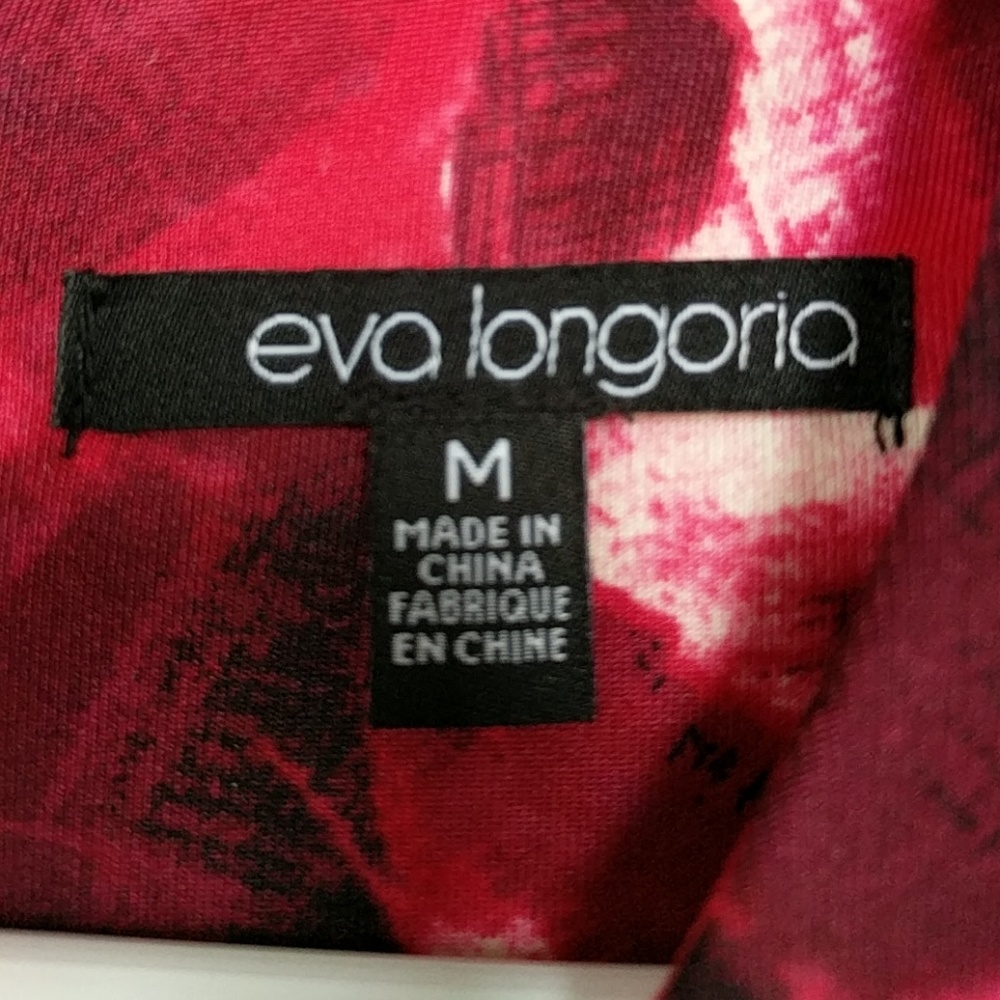 eva longoria
M
MADE IN
CHINA
FABRIQUE
EN CHINE